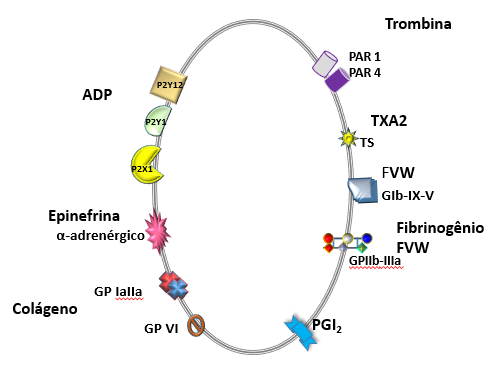 Trombina
PAR 1
PAR 4
P2Y12
ADP
P2Y1
TXA2
TS
P2X1
FVW
GIb-IX-V
Epinefrina
α-adrenérgico
Fibrinogênio
FVW
GPIIb-IIIa
GP IaIIa
Colágeno
GP VI
PGI₂